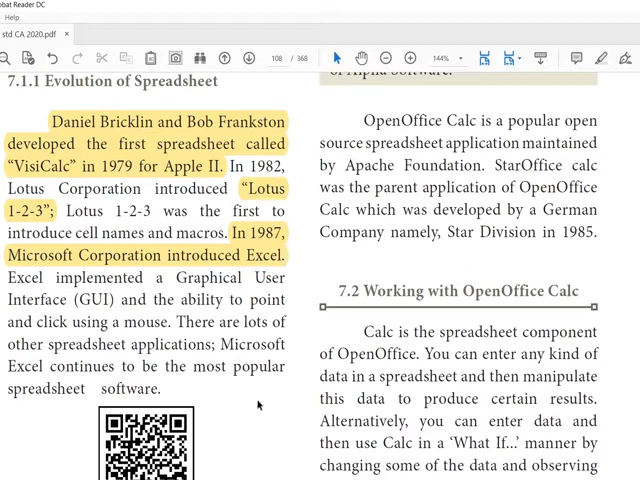 obat Reader DC
Help
std CA 2020.pdf
×
108 / 368
144%
7.1.1 Evolution of Spreadsheet
Daniel Bricklin and Bob Frankston
developed the first spreadsheet called
“VisiCalc” in 1979 for Apple II. In 1982,
Lotus Corporation introduced “Lotus
1-2-3”; Lotus 1-2-3 was the first to
introduce cell names and macros. In 1987,
Microsoft Corporation introduced Excel.
Excel implemented a Graphical User
Interface (GUI) and the ability to point
and click using a mouse. There are lots of
other spreadsheet applications; Microsoft
Excel continues to be the most popular
spreadsheet software.
of Alpha Software.
OpenOffice Calc is a popular open
source spreadsheet application maintained
by Apache Foundation. StarOffice calc
was the parent application of OpenOffice
Calc which was developed by a German
Company namely, Star Division in 1985.
7.2 Working with OpenOffice Calc
Calc is the spreadsheet component
of OpenOffice. You can enter any kind of
data in a spreadsheet and then manipulate
this data to produce certain results.
Alternatively, you can enter data and
then use Calc in a ‘What If...’ manner by
changing some of the data and observing